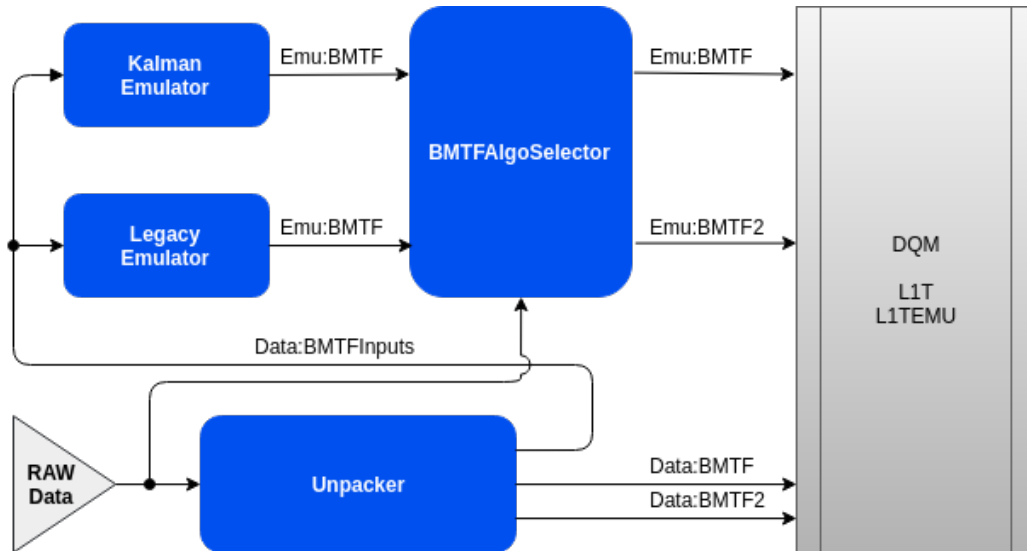 Kalman
Emulator
Emu:BMTF
BMTFAlgoSelector
Emu:BMTF
Legacy
Emulator
Emu:BMTF
Emu:BMTF2
DQM
L1T
L1TEMU
Data:BMTFInputs
RAW
Data
Unpacker
Data:BMTF
Data:BMTF2